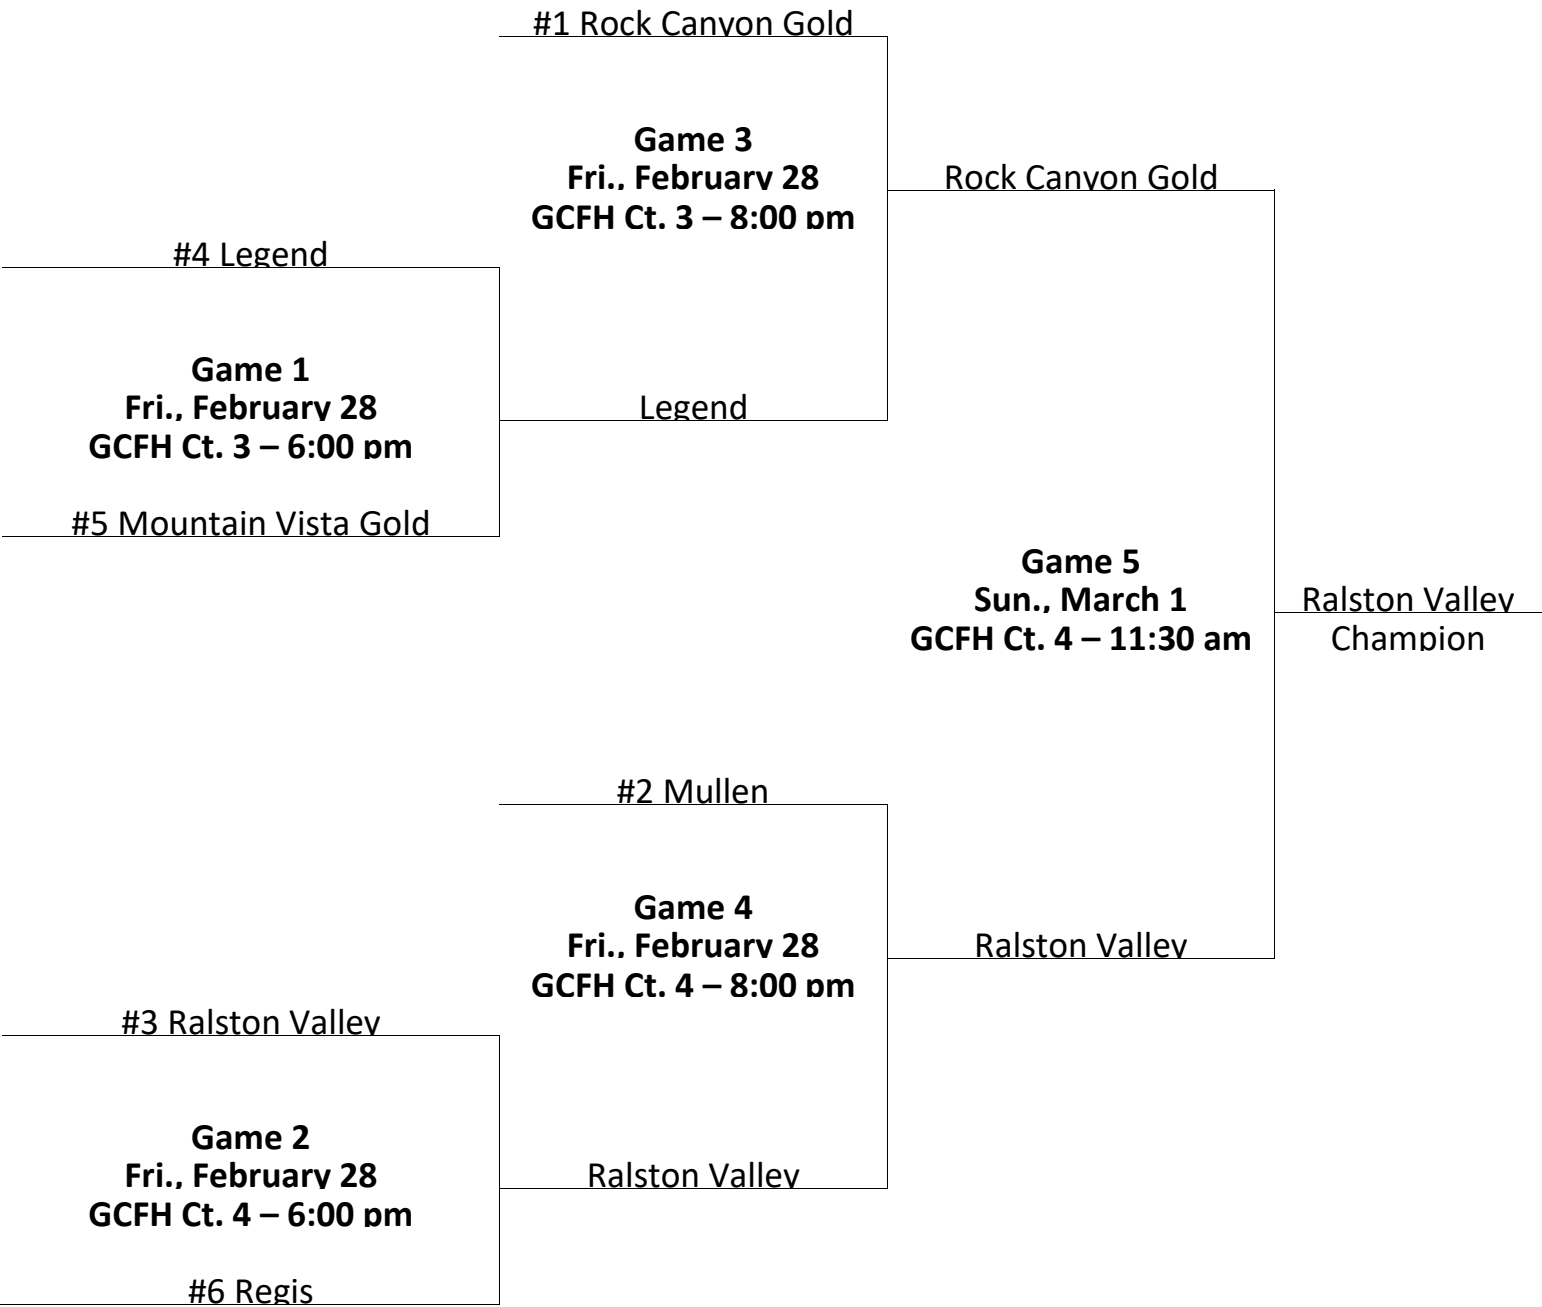 #1 Rock Canyon Gold
Game 3
Fri., February 28
GCFH Ct. 3 – 8:00 pm
Rock Canyon Gold
#4 Legend
Game 1
Fri., February 28
GCFH Ct. 3 – 6:00 pm
Legend
#5 Mountain Vista Gold
Game 5
Sun., March 1
GCFH Ct. 4 – 11:30 am
Ralston Valley
Champion
#2 Mullen
Game 4
Fri., February 28
GCFH Ct. 4 – 8:00 pm
Ralston Valley
#3 Ralston Valley
Game 2
Fri., February 28
GCFH Ct. 4 – 6:00 pm
Ralston Valley
#6 Regis